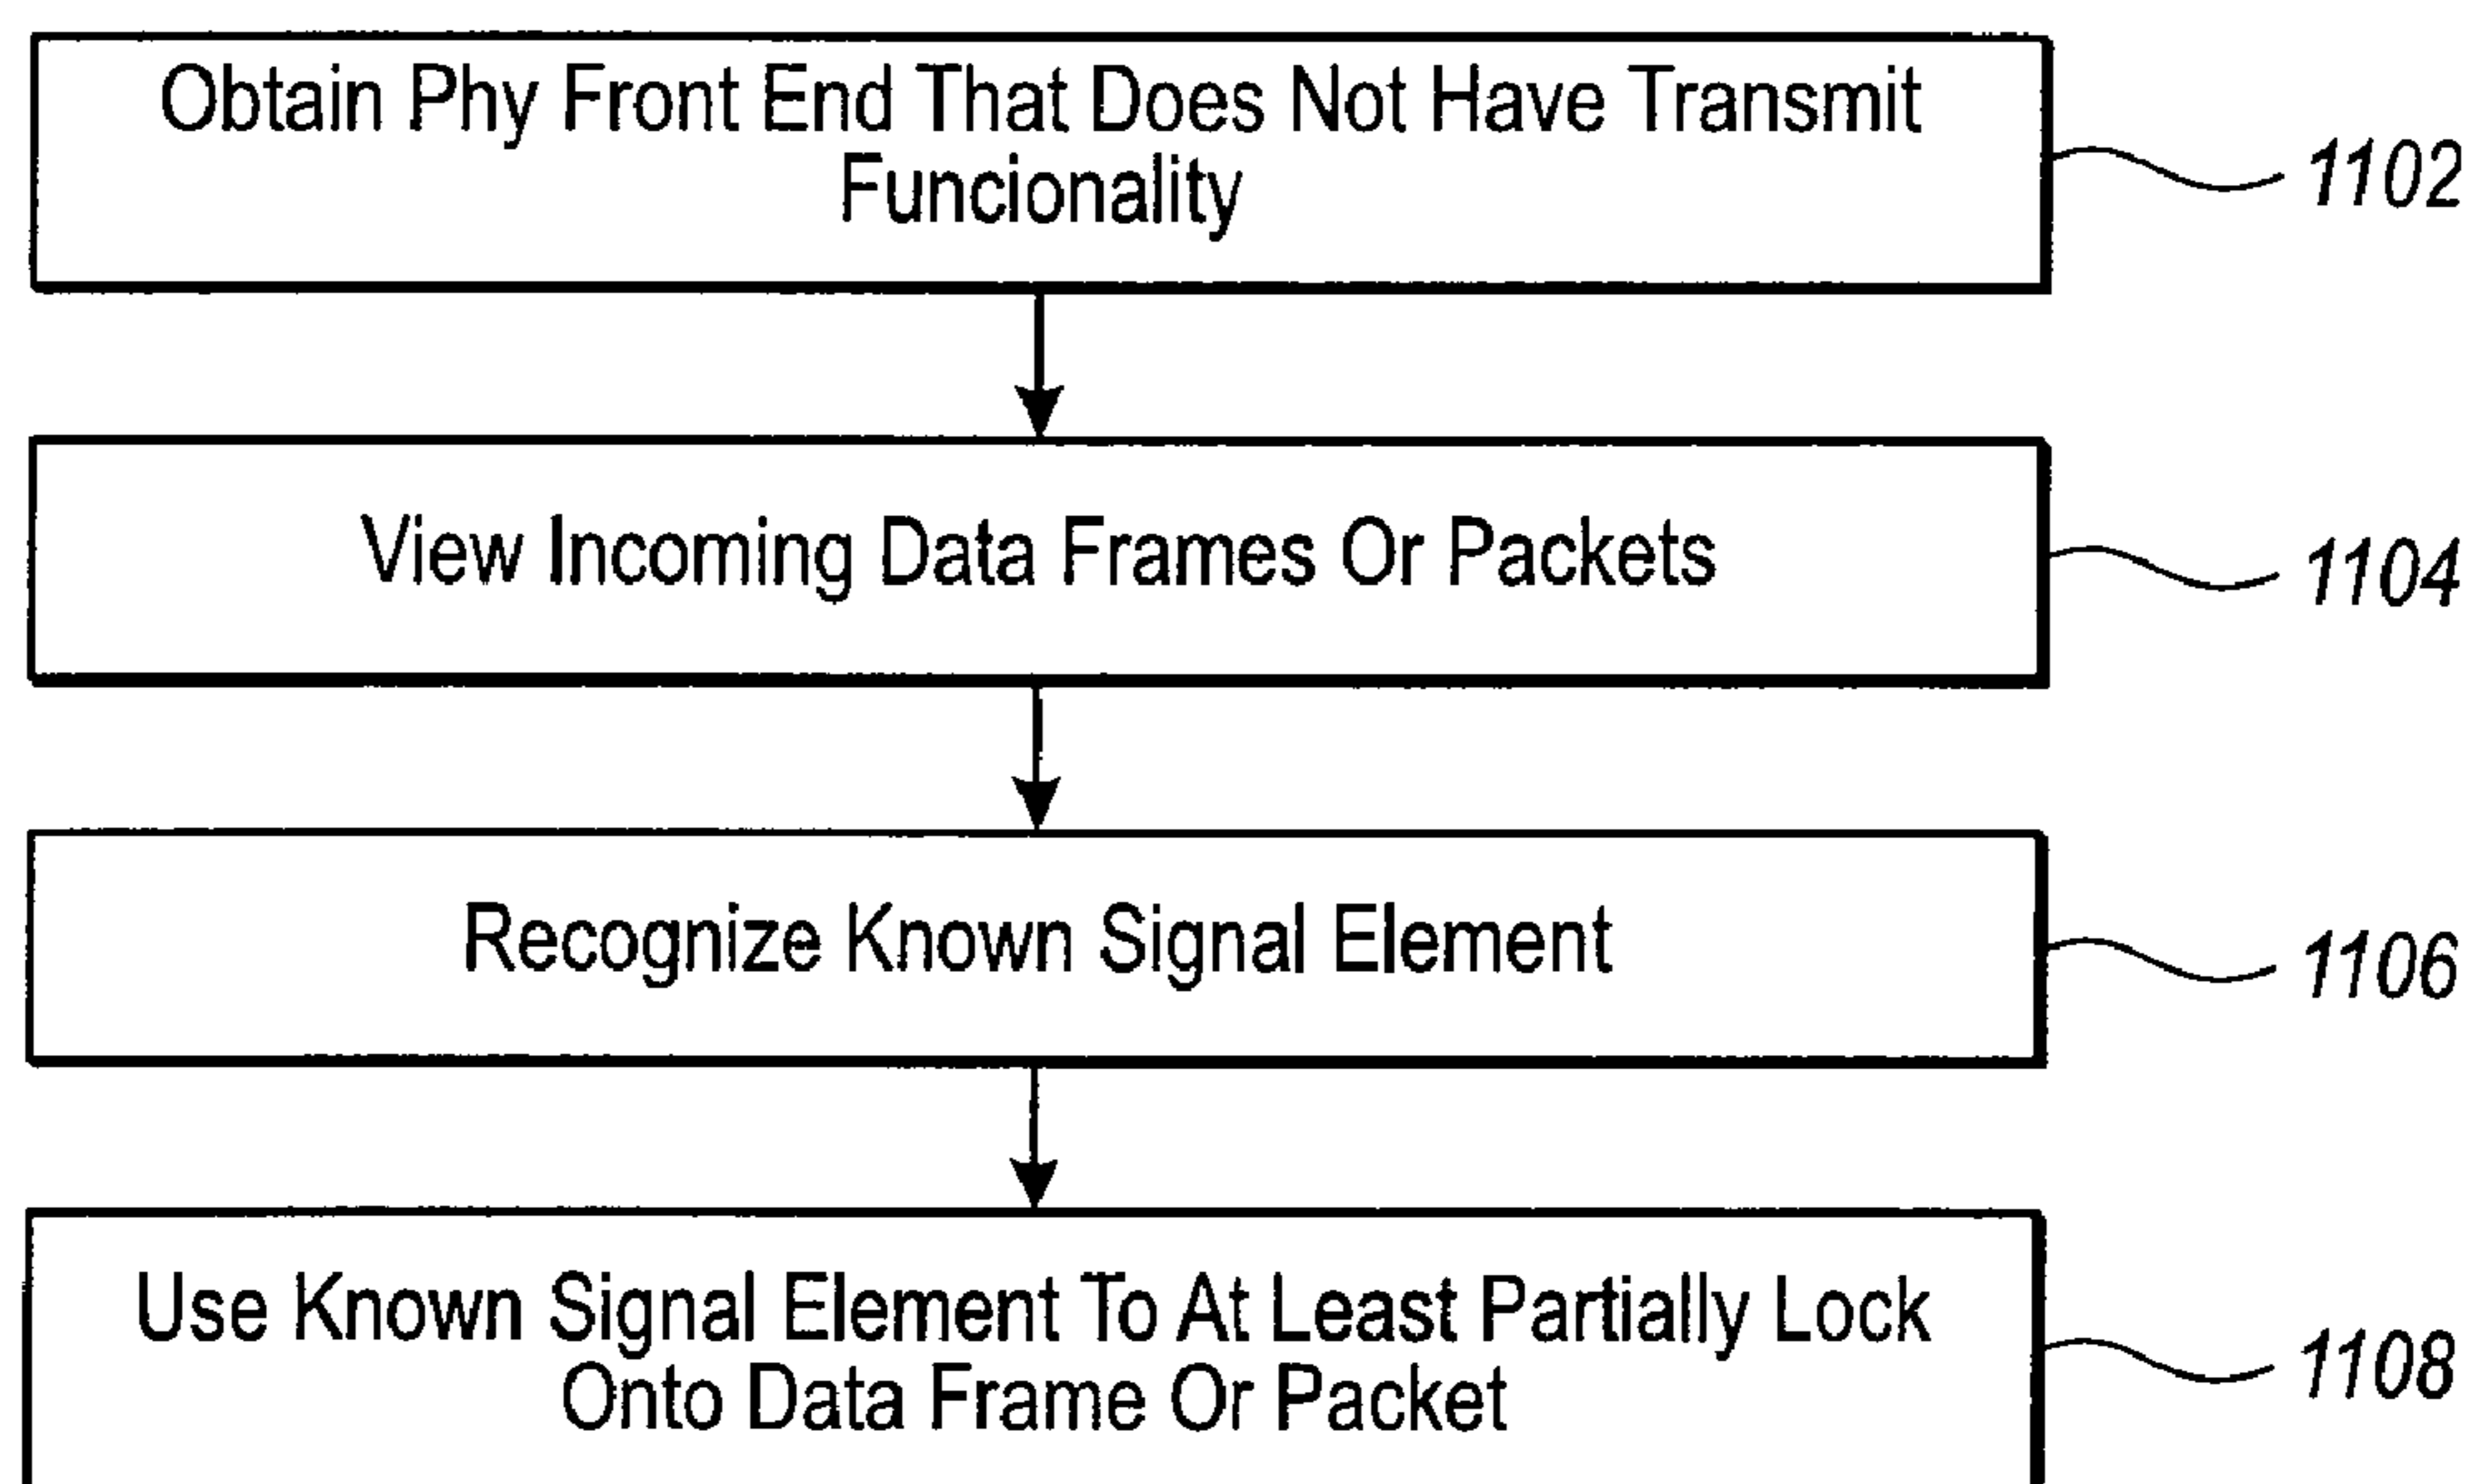 Obtain Phy Front End That Does Not Have Transmit
Funcionality
1102
View Incoming Data Frames Or Packets
1104
Recognize Known Signal Element
1106
Use Known Signal Element To At Least Partially Lock
Onto Data Frame Or Packet
1108